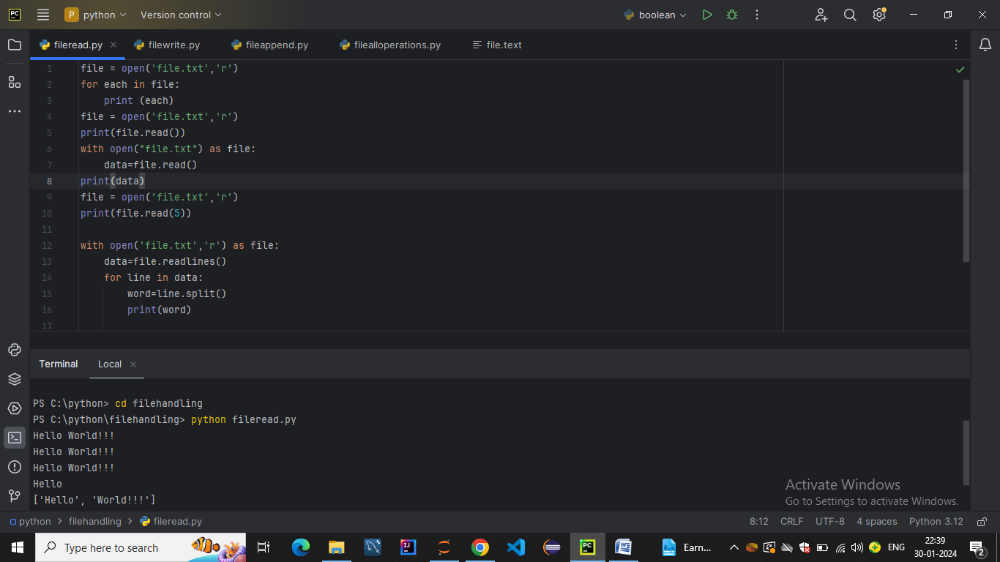 PC P python Version control boolean
fileread.py filewrite.py fileappend.py filealloperations.py file.text
1 file = open('file.txt','r')
2 for each in file:
3 print (each)
4 file = open('file.txt','r')
5 print(file.read())
6 with open("file.txt") as file:
7 data=file.read()
8 print(data)
9 file = open('file.txt','r')
10 print(file.read(5))
11
12 with open('file.txt','r') as file:
13 data=file.readlines()
14 for line in data:
15 word=line.split()
16 print(word)
17
Terminal Local
PS C:\python> cd filehandling
PS C:\python\filehandling> python fileread.py
Hello World!!!
Hello World!!!
Hello World!!!
Hello
['Hello', 'World!!!']
Activate Windows
Go to Settings to activate Windows.
python > filehandling > fileread.py 8:12 CRLF UTF-8 4 spaces Python 3.12
Type here to search IJ PC W Earn... ENG 22:39
30-01-2024 2